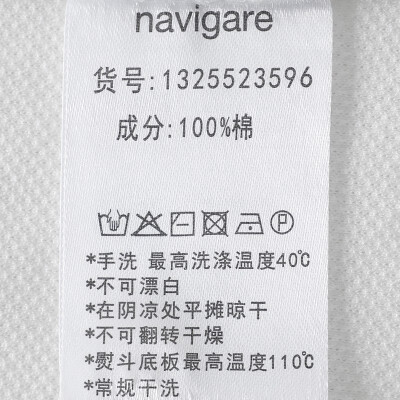 navigare
货号:1325523596
成分:100%棉
P
*手洗 最高洗涤温度40℃
*不可漂白
*在阴凉处平摊晾干
*不可翻转干燥
*熨斗底板最高温度110℃
*常规干洗